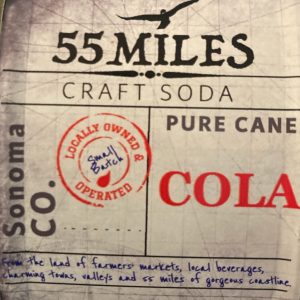 55 MILES
CRAFT SODA
Sonoma
CO.
LOCALLY OWNED &
Small
Batch
OPERATED
PURE CANE
COLA
From the land of farmers' markets, local beverages,
charming towns, valleys and 55 miles of gorgeous coastline.